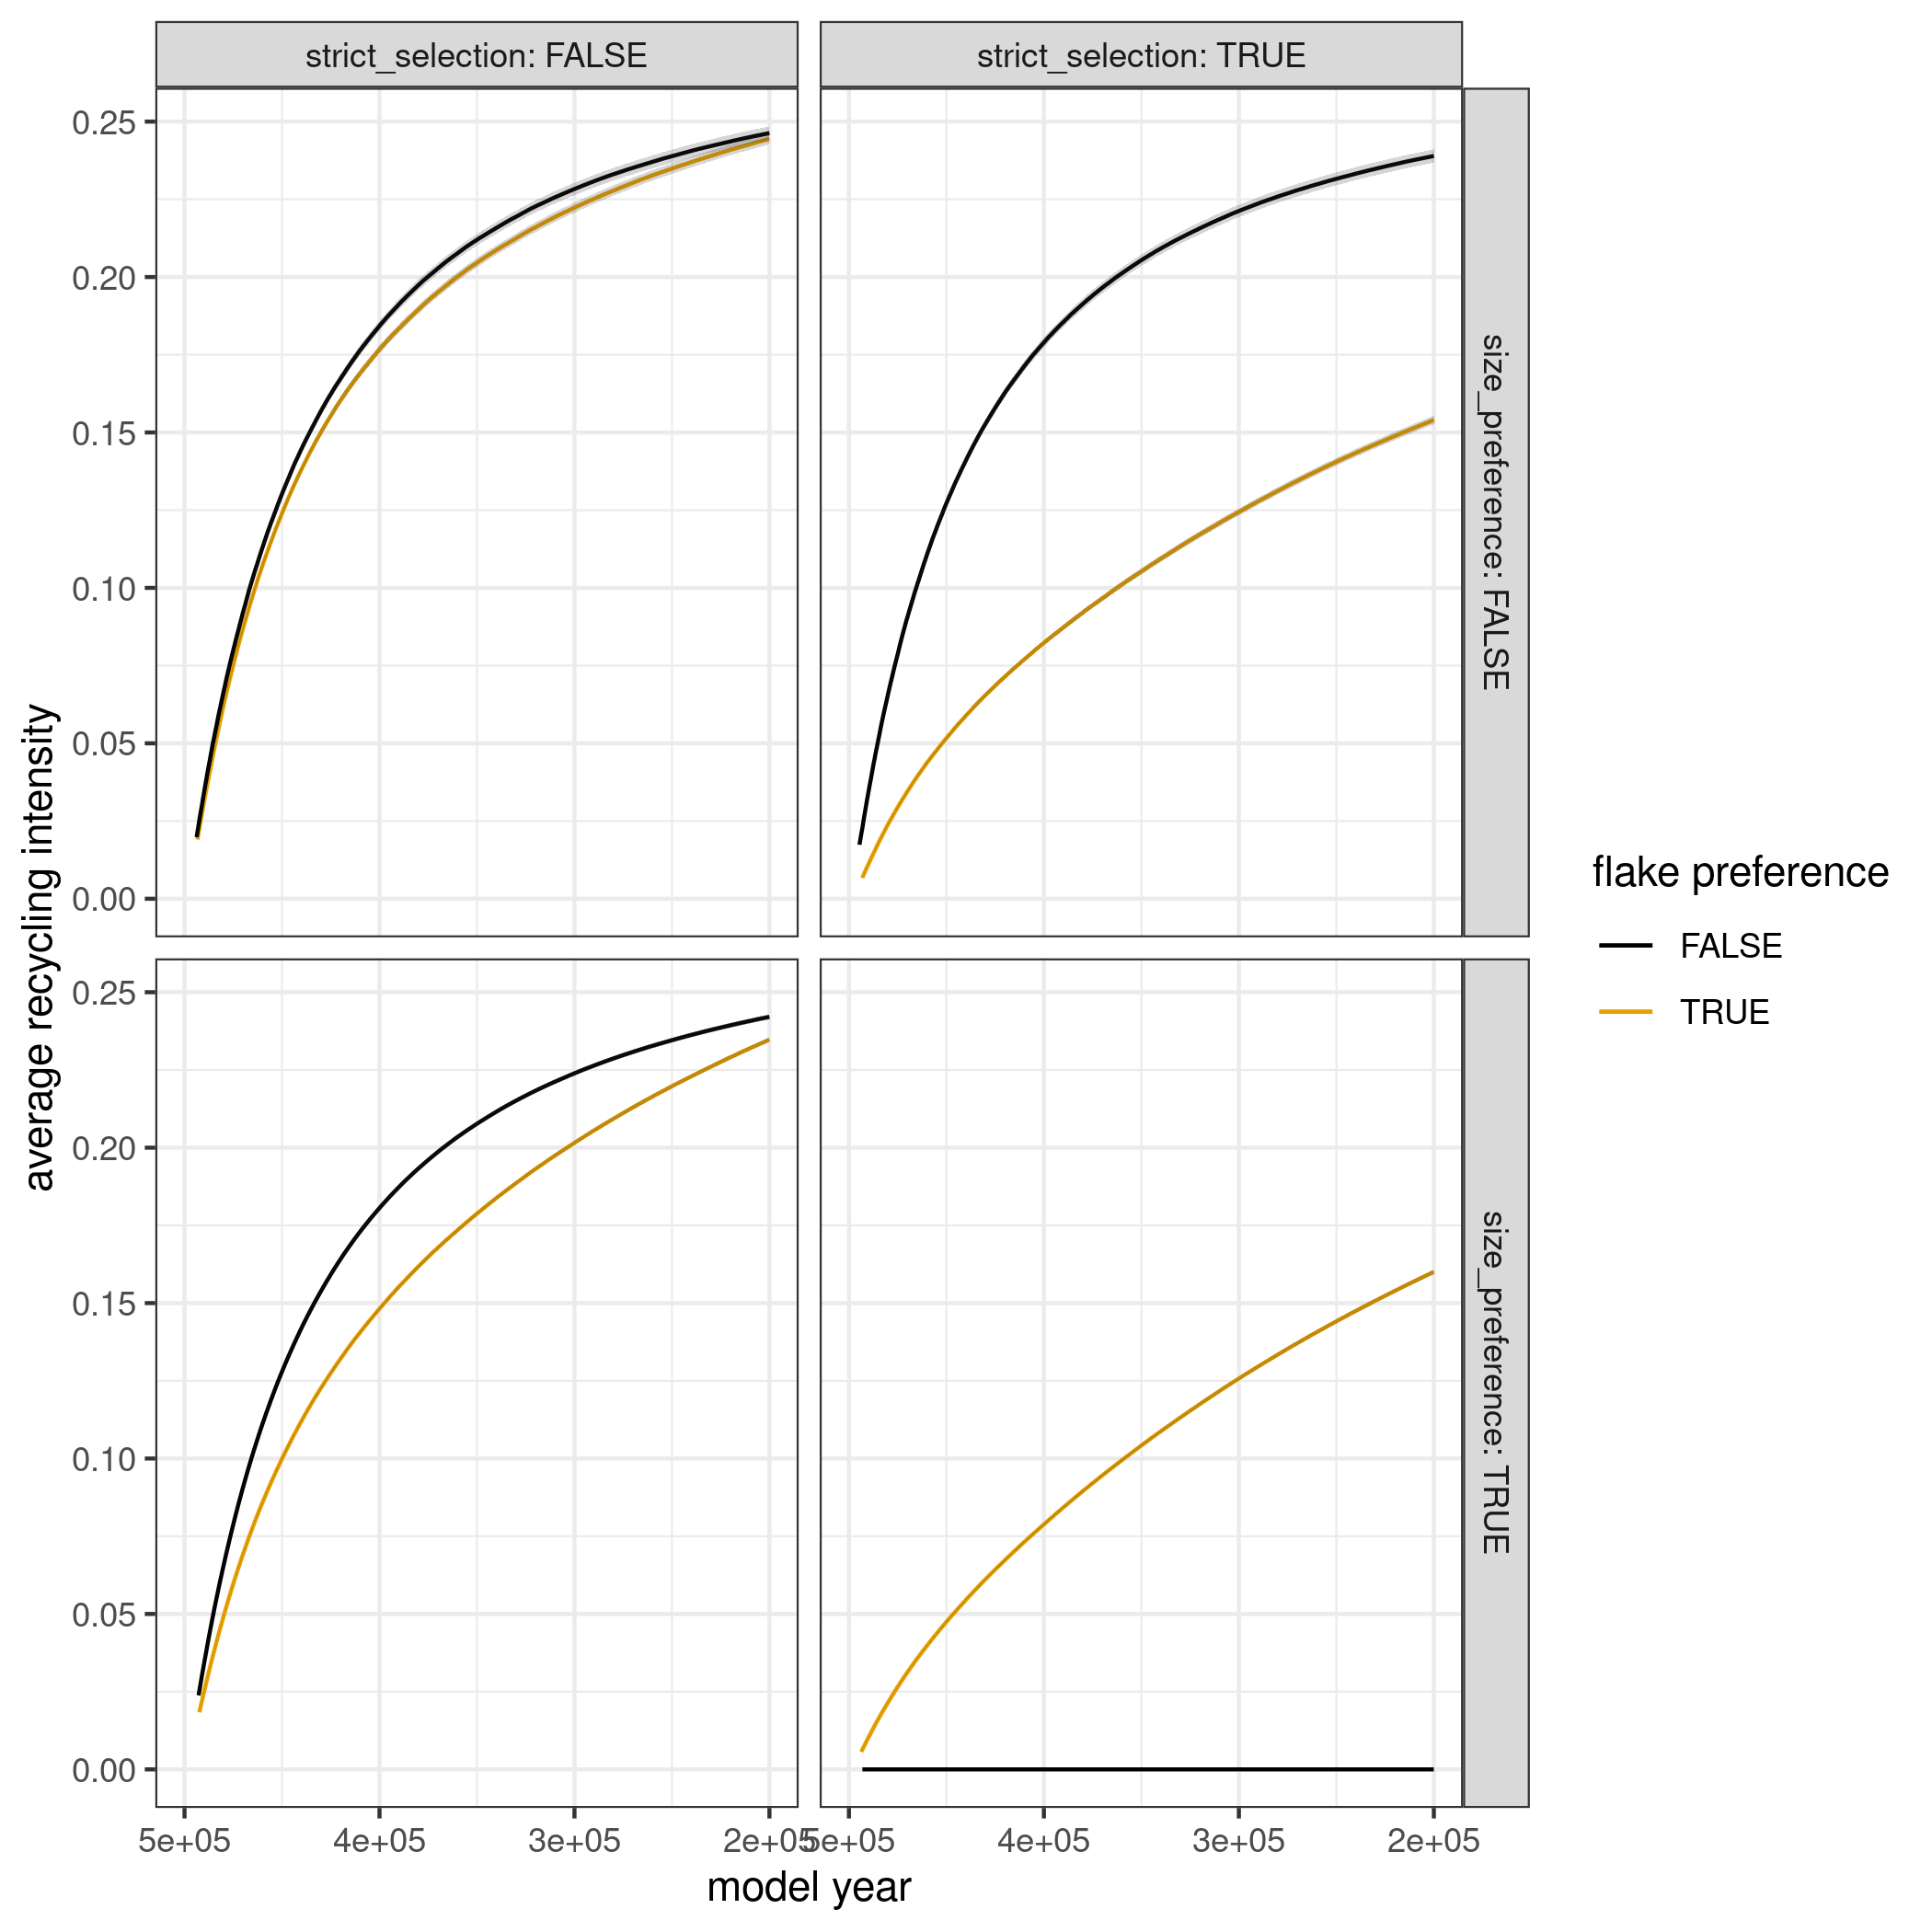 strict_selection: FALSE
strict_selection: TRUE
0.25
0.20
0.15
0.10
0.05
0.00
size_preference: FALSE
average recycling intensity
flake preference
FALSE
TRUE
0.25
0.20
0.15
0.10
0.05
0.00
size_preference: TRUE
5e+05 4e+05 3e+05 2e+05 5e+05 4e+05 3e+05 2e+05
model year